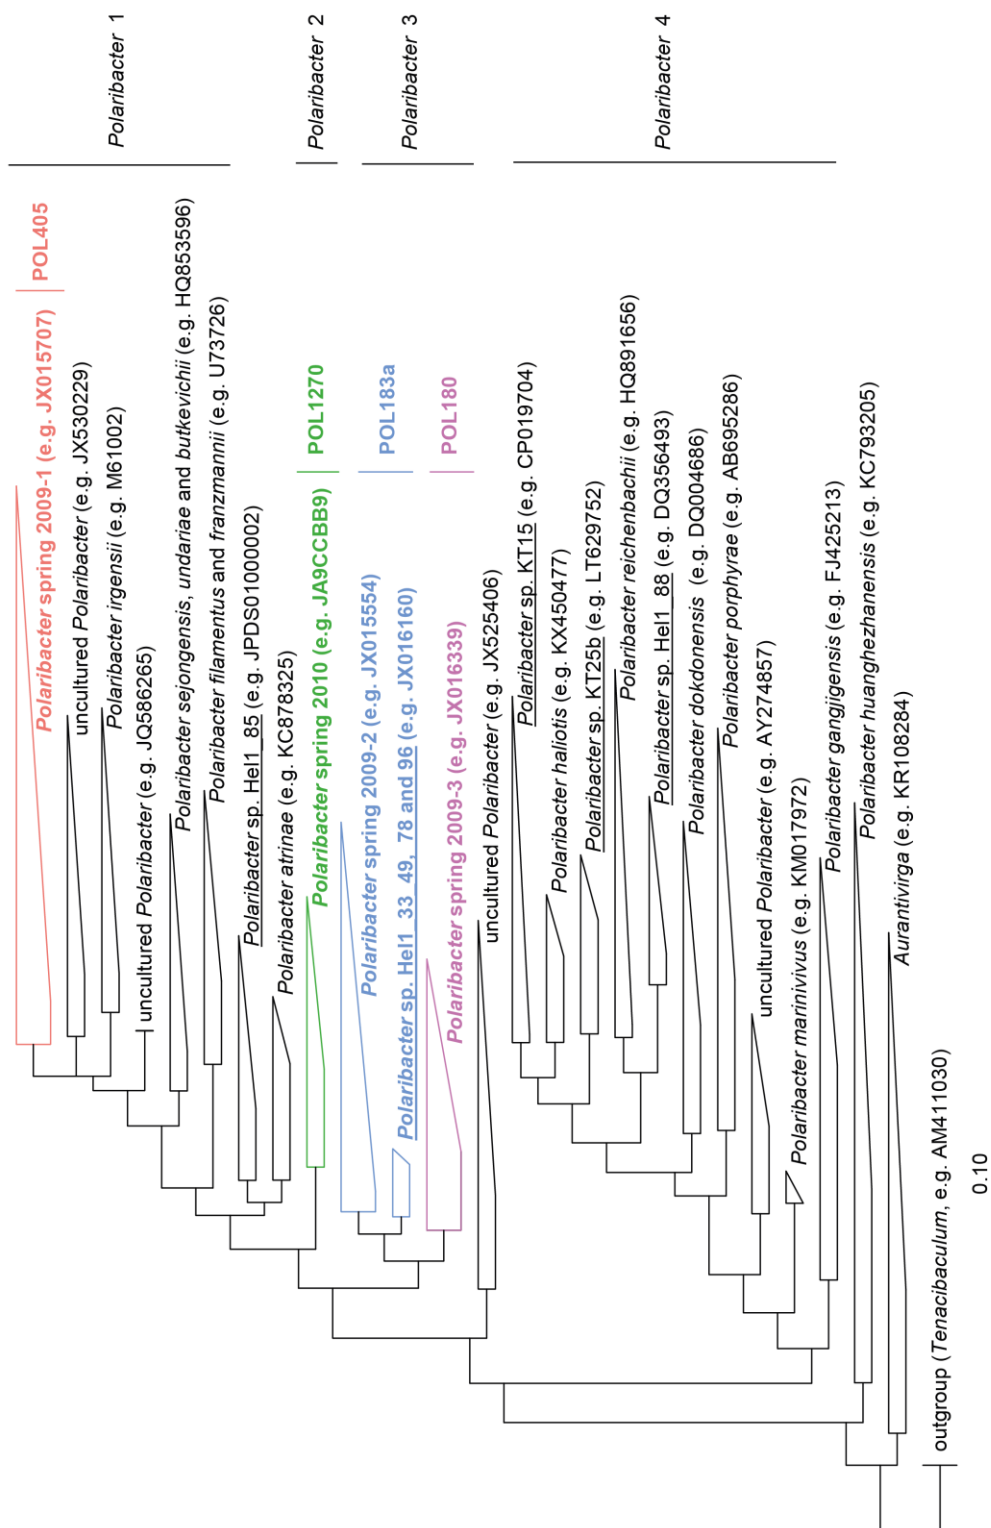 Polaribacter 1
POL405
Polaribacter spring 2009-1 (e.g. JX015707)
uncultured Polaribacter (e.g. JX530229)
Polaribacter irgensii (e.g. M61002)
uncultured Polaribacter (e.g. JQ586265)
Polaribacter sejongensis, undariae and butkevichii (e.g. HQ853596)
Polaribacter filamentus and franzmannii (e.g. U73726)
Polaribacter sp. Hel1_85 (e.g. JPDS01000002)
Polaribacter atrinae (e.g. KC878325)
Polaribacter 2
POL1270
Polaribacter spring 2010 (e.g. JA9CCBB9)
Polaribacter 3
POL183a
Polaribacter spring 2009-2 (e.g. JX015554)
Polaribacter sp. Hel1_33_49, 78 and 96 (e.g. JX016160)
POL180
Polaribacter spring 2009-3 (e.g. JX016339)
uncultured Polaribacter (e.g. JX525406)
Polaribacter 4
Polaribacter sp. KT15 (e.g. CP019704)
Polaribacter haliotis (e.g. KX450477)
Polaribacter sp. KT25b (e.g. LT629752)
Polaribacter reichenbachii (e.g. HQ891656)
Polaribacter sp. Hel1_88 (e.g. DQ356493)
Polaribacter dokdonensis (e.g. DQ004686)
Polaribacter porphyrae (e.g. AB695286)
uncultured Polaribacter (e.g. AY274857)
Polaribacter marinivivus (e.g. KM017972)
Polaribacter gangjigensis (e.g. FJ425213)
Polaribacter huanghezhanensis (e.g. KC793205)
Aurantivirga (e.g. KR108284)
outgroup (Tenacibaculum, e.g. AM411030)
0.10